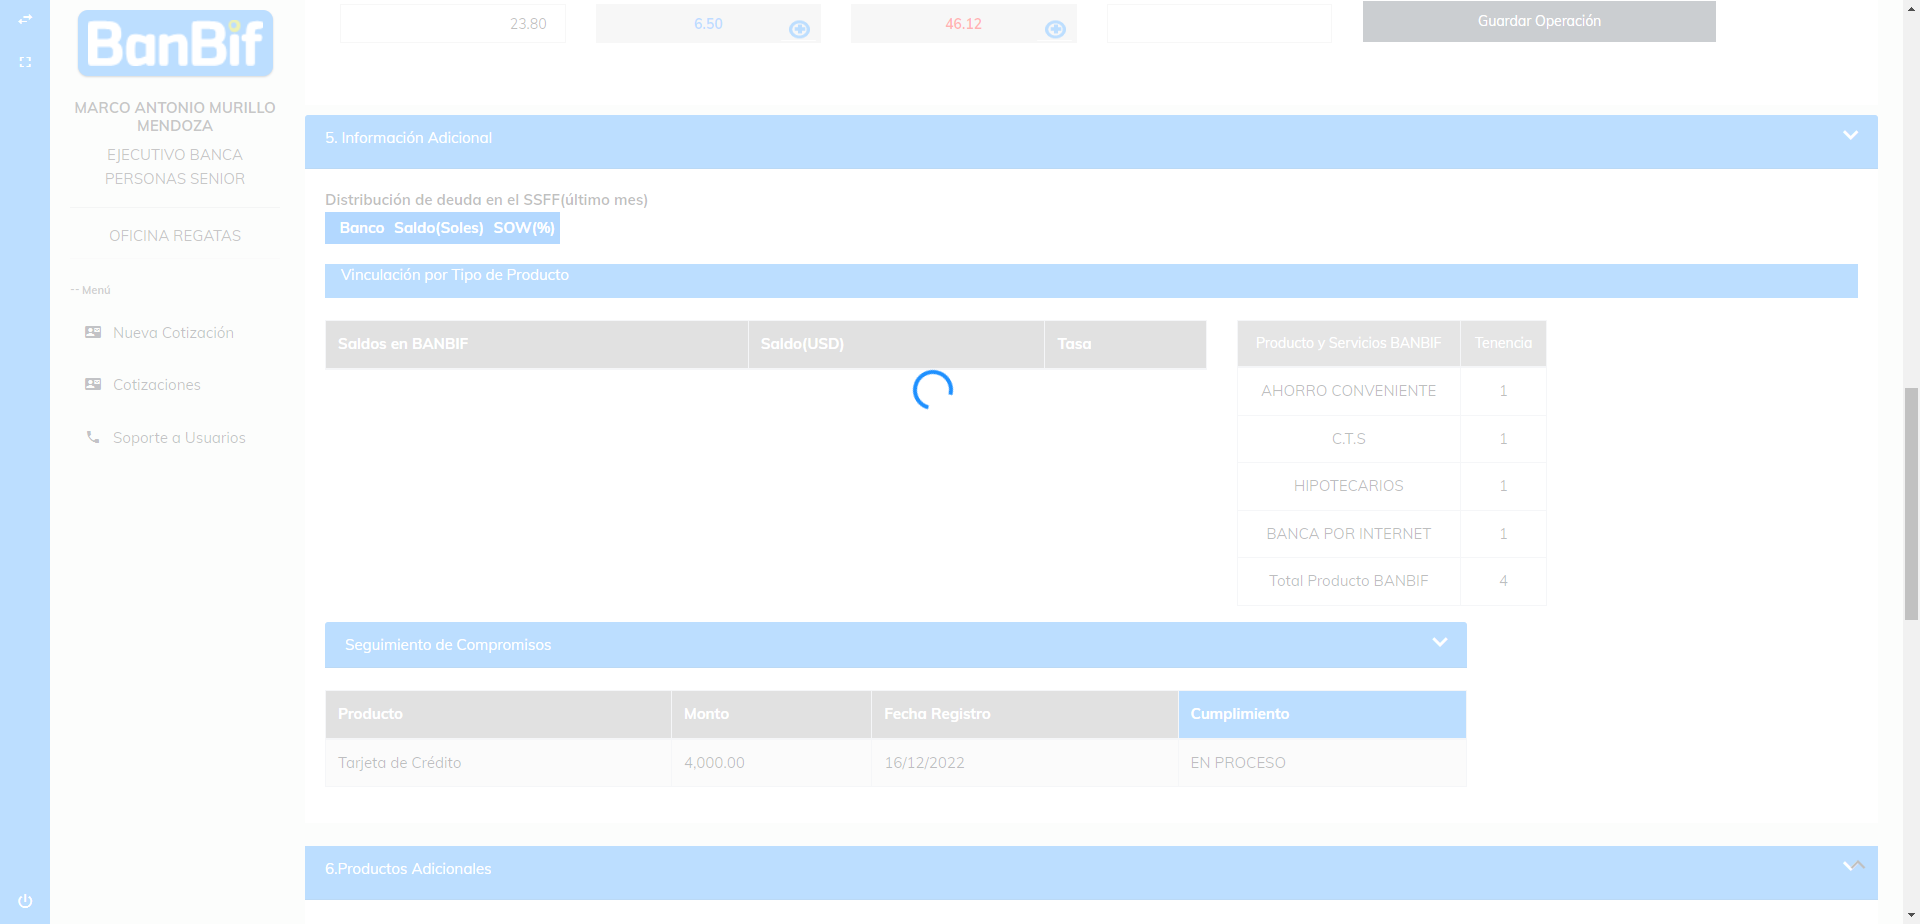 BanBif
MARCO ANTONIO MURILLO
MENDOZA
EJECUTIVO BANCA
PERSONAS SENIOR
OFICINA REGATAS
-- Menú
Nueva Cotización
Cotizaciones
Soporte a Usuarios
23.80 6.50 46.12 Guardar Operación
5. Información Adicional
Distribución de deuda en el SSFF(último mes)
Banco Saldo(Soles) SOW(%)
Vinculación por Tipo de Producto
Saldos en BANBIF Saldo(USD) Tasa
Producto y Servicios BANBIF Tenencia
AHORRO CONVENIENTE 1
C.T.S 1
HIPOTECARIOS 1
BANCA POR INTERNET 1
Total Producto BANBIF 4
Seguimiento de Compromisos
Producto Monto Fecha Registro Cumplimiento
Tarjeta de Crédito 4,000.00 16/12/2022 EN PROCESO
6.Productos Adicionales